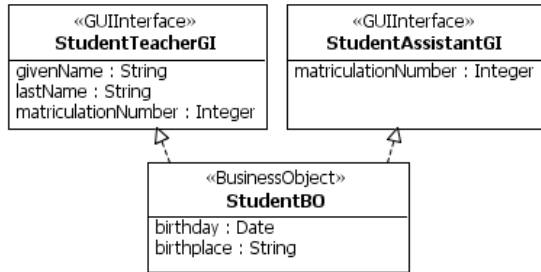 «GUIInterface»
StudentTeacherGI
givenName : String
lastName : String
matriculationNumber : Integer
«GUIInterface»
StudentAssistantGI
matriculationNumber : Integer
«BusinessObject»
StudentBO
birthday : Date
birthplace : String